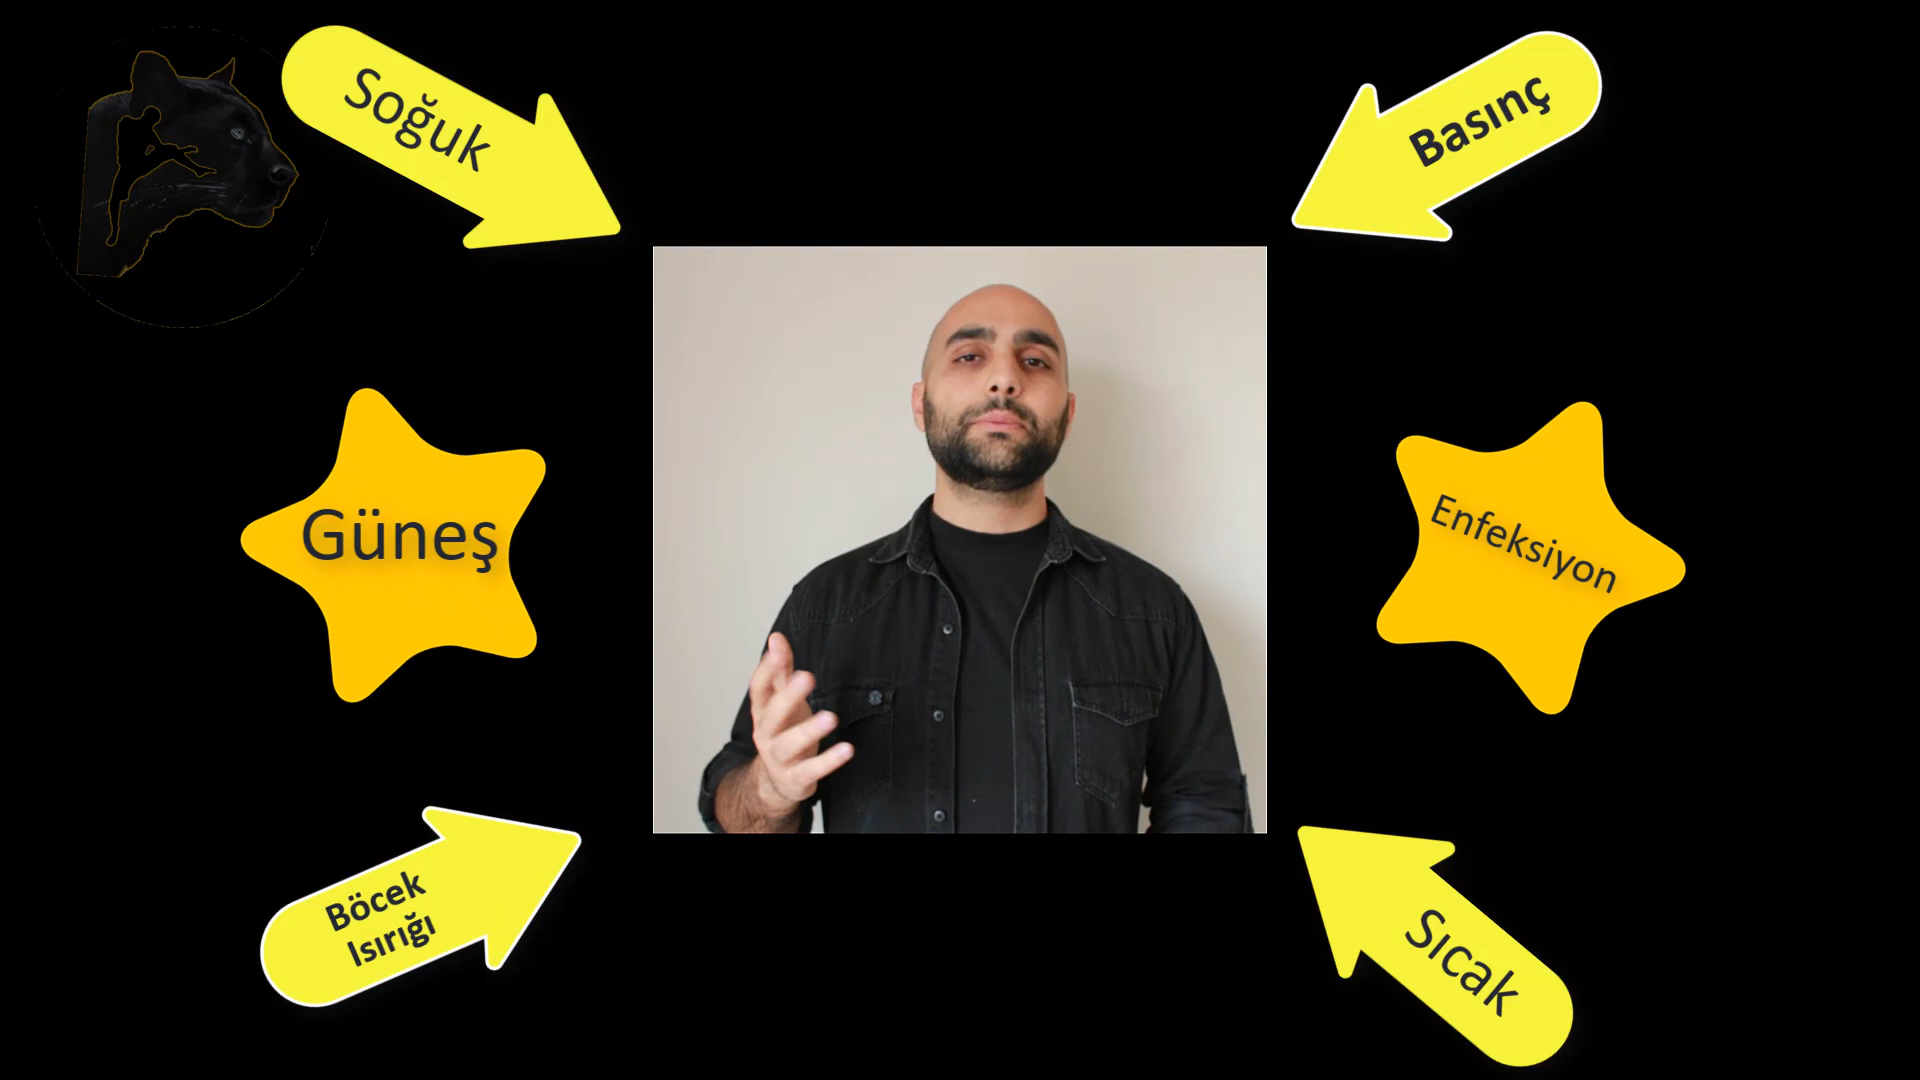 Soğuk
Basınç
Güneş
Enfeksiyon
Böcek
Isırığı
Sıcak